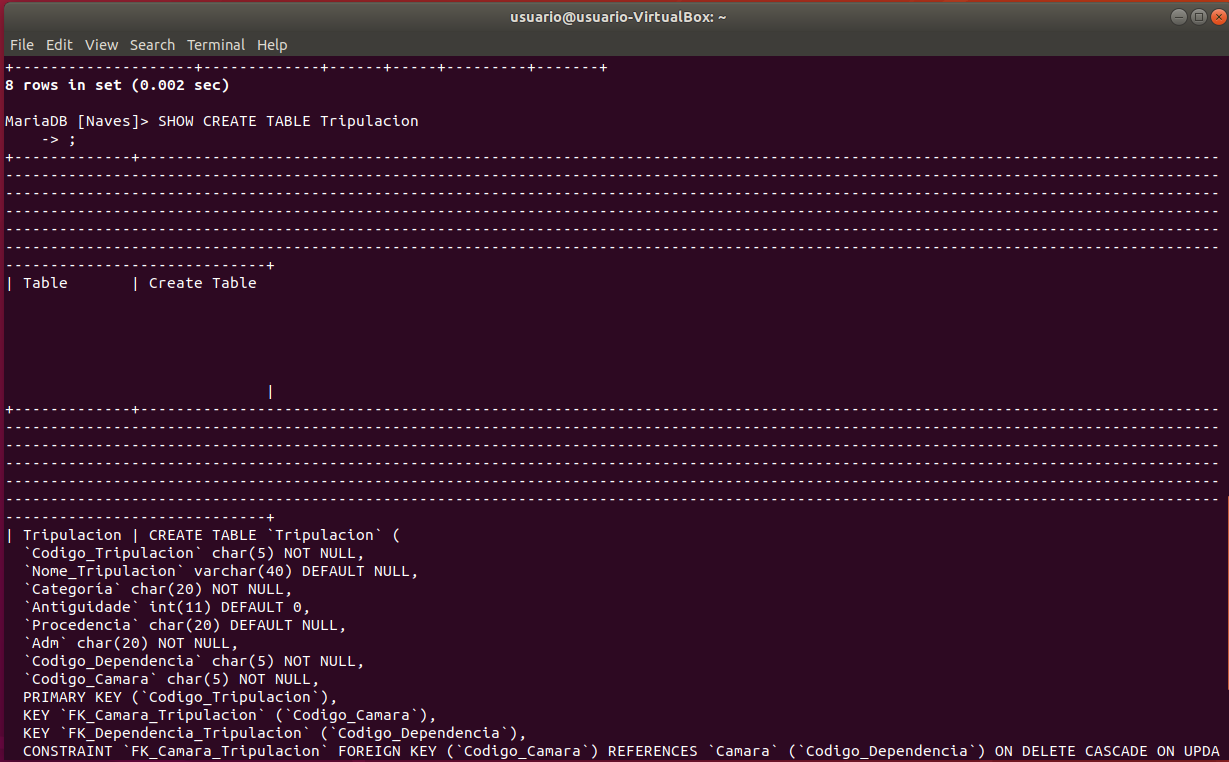 usuario@usuario-VirtualBox: ~
File Edit View Search Terminal Help
+--------------------+-------------+------+-----+---------+-------+
8 rows in set (0.002 sec)
MariaDB [Naves]> SHOW CREATE TABLE Tripulacion
    -> ;
+-------------+------------------------------------------------------------------------------------------------------------------------
---------------------------------------------------------------------------------------------------------------------------------------
---------------------------------------------------------------------------------------------------------------------------------------
---------------------------------------------------------------------------------------------------------------------------------------
---------------------------------------------------------------------------------------------------------------------------------------
---------------------------------------------------------------------------------------------------------------------------------------
-----------------------------+
| Table       | Create Table
                             |
+-------------+------------------------------------------------------------------------------------------------------------------------
---------------------------------------------------------------------------------------------------------------------------------------
---------------------------------------------------------------------------------------------------------------------------------------
---------------------------------------------------------------------------------------------------------------------------------------
---------------------------------------------------------------------------------------------------------------------------------------
---------------------------------------------------------------------------------------------------------------------------------------
-----------------------------+
| Tripulacion | CREATE TABLE `Tripulacion` (
  `Codigo_Tripulacion` char(5) NOT NULL,
  `Nome_Tripulacion` varchar(40) DEFAULT NULL,
  `Categoría` char(20) NOT NULL,
  `Antiguidade` int(11) DEFAULT 0,
  `Procedencia` char(20) DEFAULT NULL,
  `Adm` char(20) NOT NULL,
  `Codigo_Dependencia` char(5) NOT NULL,
  `Codigo_Camara` char(5) NOT NULL,
  PRIMARY KEY (`Codigo_Tripulacion`),
  KEY `FK_Camara_Tripulacion` (`Codigo_Camara`),
  KEY `FK_Dependencia_Tripulacion` (`Codigo_Dependencia`),
  CONSTRAINT `FK_Camara_Tripulacion` FOREIGN KEY (`Codigo_Camara`) REFERENCES `Camara` (`Codigo_Dependencia`) ON DELETE CASCADE ON UPDA